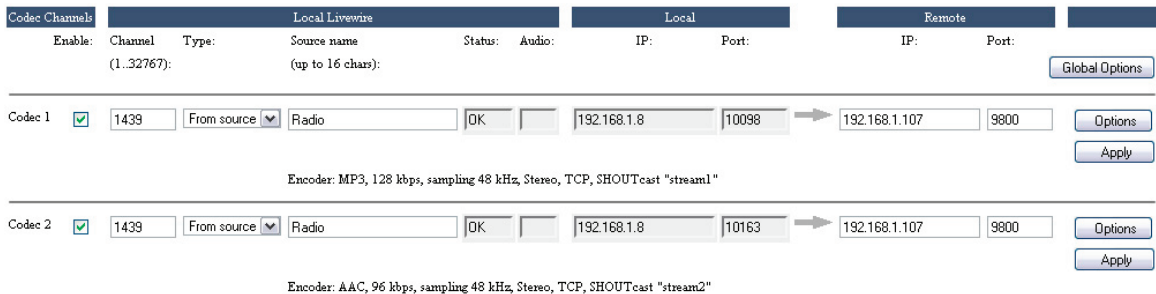 Codec Channels Local Livewire Local Remote
Enable: Channel Type: Source name Status: Audio: IP: Port: IP: Port:
(1..32767): (up to 16 chars):
Global Options
Codec 1 1439 From source Radio OK 192.168.1.8 10098 192.168.1.107 9800 Options
Apply
Encoder: MP3, 128 kbps, sampling 48 kHz, Stereo, TCP, SHOUTcast "stream1"
Codec 2 1439 From source Radio OK 192.168.1.8 10163 192.168.1.107 9800 Options
Apply
Encoder: AAC, 96 kbps, sampling 48 kHz, Stereo, TCP, SHOUTcast "stream2"